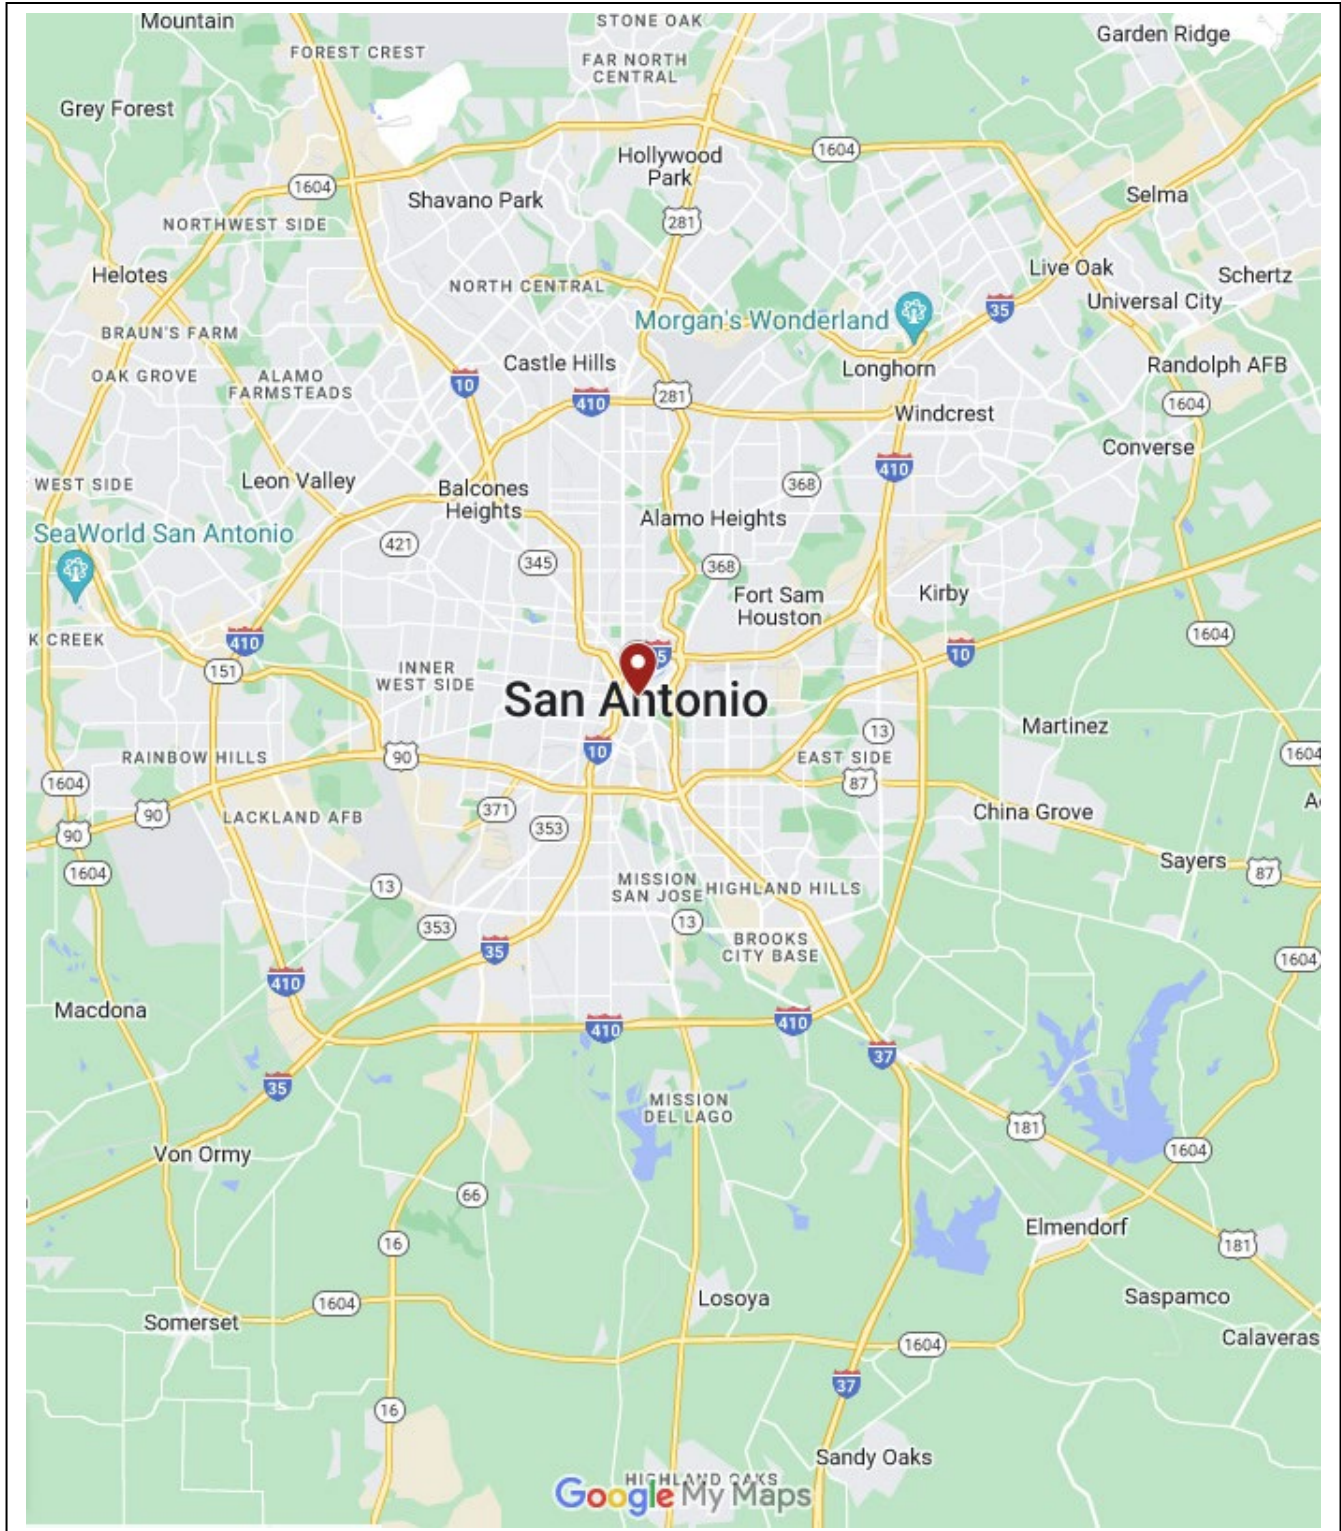 Mountain
STONE OAK
Garden Ridge
FOREST CREST
FAR NORTH
CENTRAL
Grey Forest
1604
Hollywood
Park
1604
Shavano Park
Selma
NORTHWEST SIDE
281
Helotes
Live Oak
Schertz
NORTH CENTRAL
Universal City
35
Morgan's Wonderland
BRAUN'S FARM
Castle Hills
Longhorn
Randolph AFB
OAK GROVE
ALAMO
FARMSTEADS
10
410
281
1604
Windcrest
Converse
410
WEST SIDE
Leon Valley
Balcones
Heights
368
Alamo Heights
SeaWorld San Antonio
421
345
368
Fort Sam
Houston
Kirby
K CREEK
410
1604
151
INNER
WEST SIDE
5
10
San Antonio
13
Martinez
RAINBOW HILLS
90
10
EAST SIDE
1604
1604
87
90
90
LACKLAND AFB
371
353
China Grove
A
1604
Sayers
87
13
MISSION
SAN JOSE
HIGHLAND HILLS
353
13
35
BROOKS
CITY BASE
1604
410
Macdona
410
410
37
35
MISSION
DEL LAGO
181
Von Ormy
1604
66
16
Elmendorf
181
1604
Losoya
Saspamco
Somerset
1604
Calaveras
37
16
Sandy Oaks
HIGHLAND OAKS
Google My Maps